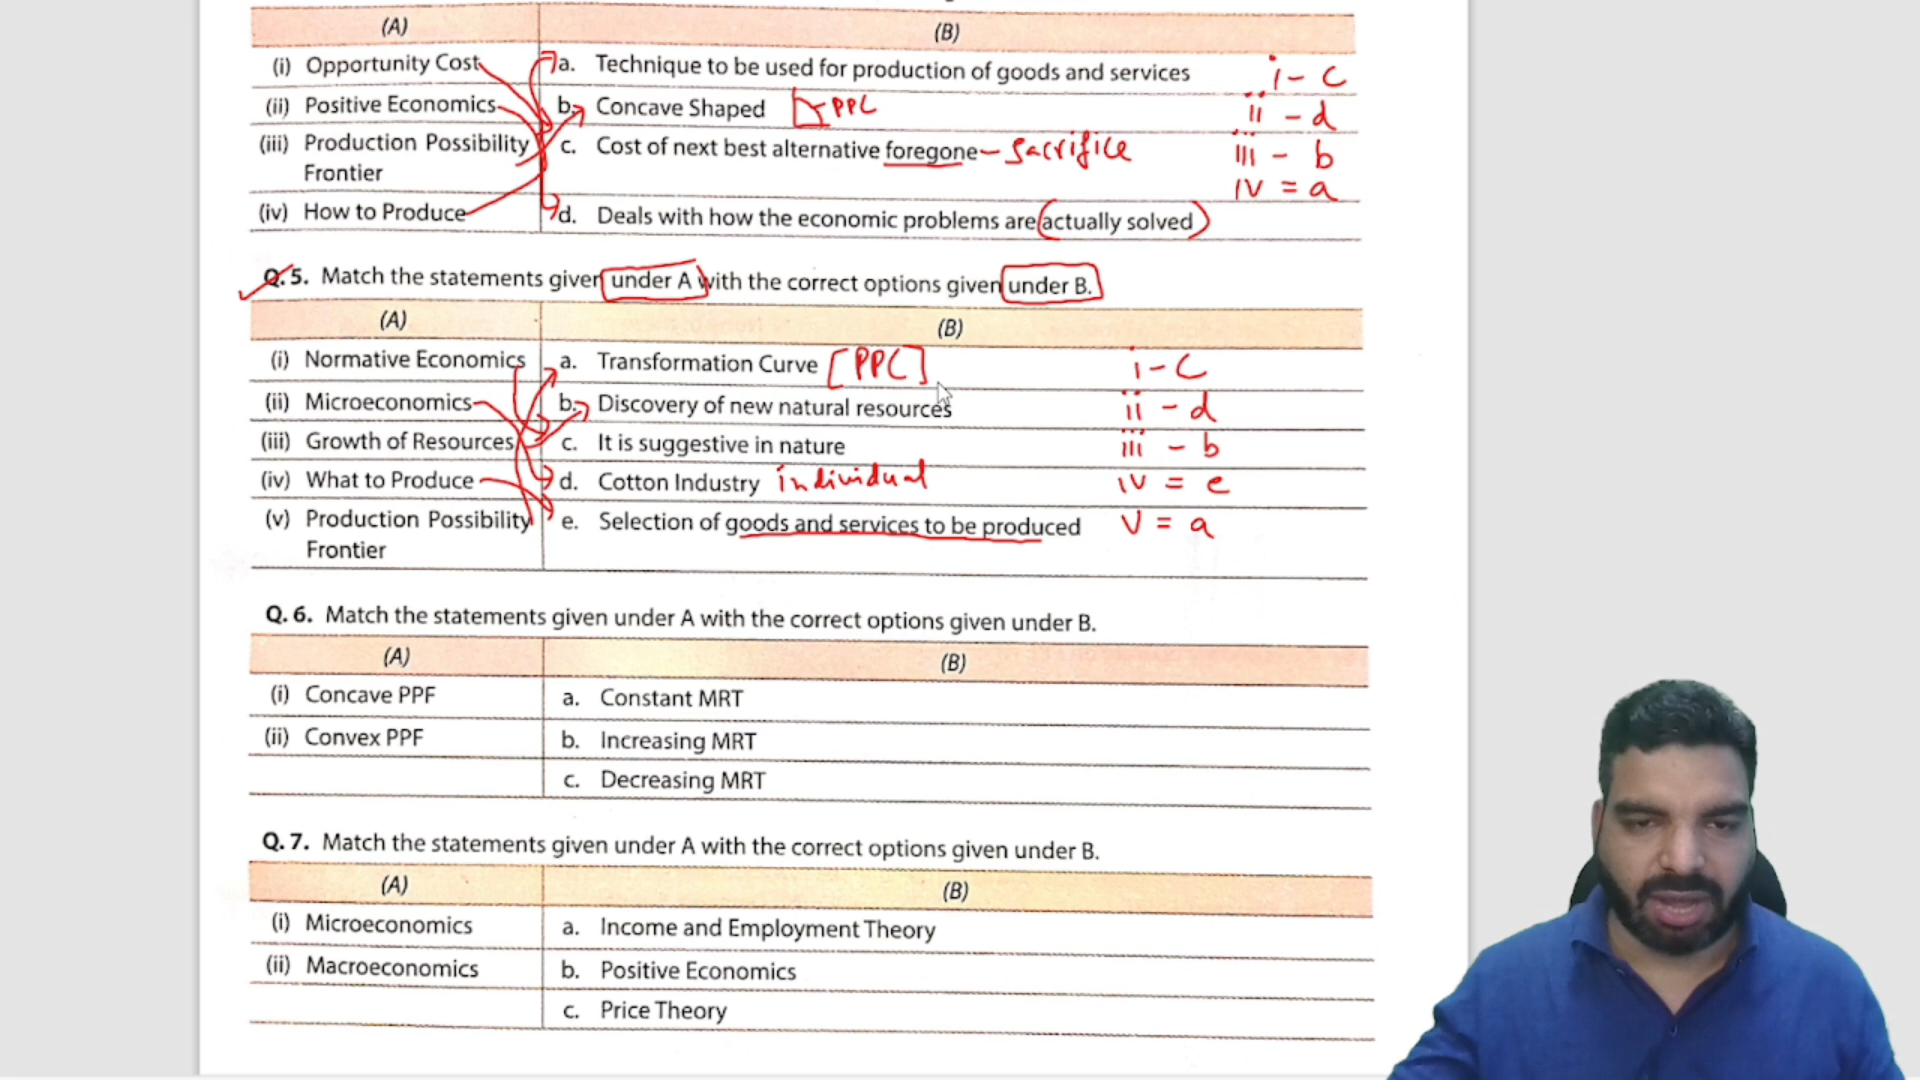 (A) (B)
(i) Opportunity Cost a. Technique to be used for production of goods and services i - c
(ii) Positive Economics b. Concave Shaped PPC ii - d
(iii) Production Possibility Frontier c. Cost of next best alternative foregone - Sacrifice iii - b
iv = a
(iv) How to Produce d. Deals with how the economic problems are actually solved
Q. 5. Match the statements given under A with the correct options given under B.
(A) (B)
(i) Normative Economics a. Transformation Curve [PPC] i - c
(ii) Microeconomics b. Discovery of new natural resources ii - d
(iii) Growth of Resources c. It is suggestive in nature iii - b
(iv) What to Produce d. Cotton Industry individual iv = e
(v) Production Possibility Frontier e. Selection of goods and services to be produced v = a
Q. 6. Match the statements given under A with the correct options given under B.
(A) (B)
(i) Concave PPF a. Constant MRT
(ii) Convex PPF b. Increasing MRT
c. Decreasing MRT
Q. 7. Match the statements given under A with the correct options given under B.
(A) (B)
(i) Microeconomics a. Income and Employment Theory
(ii) Macroeconomics b. Positive Economics
c. Price Theory